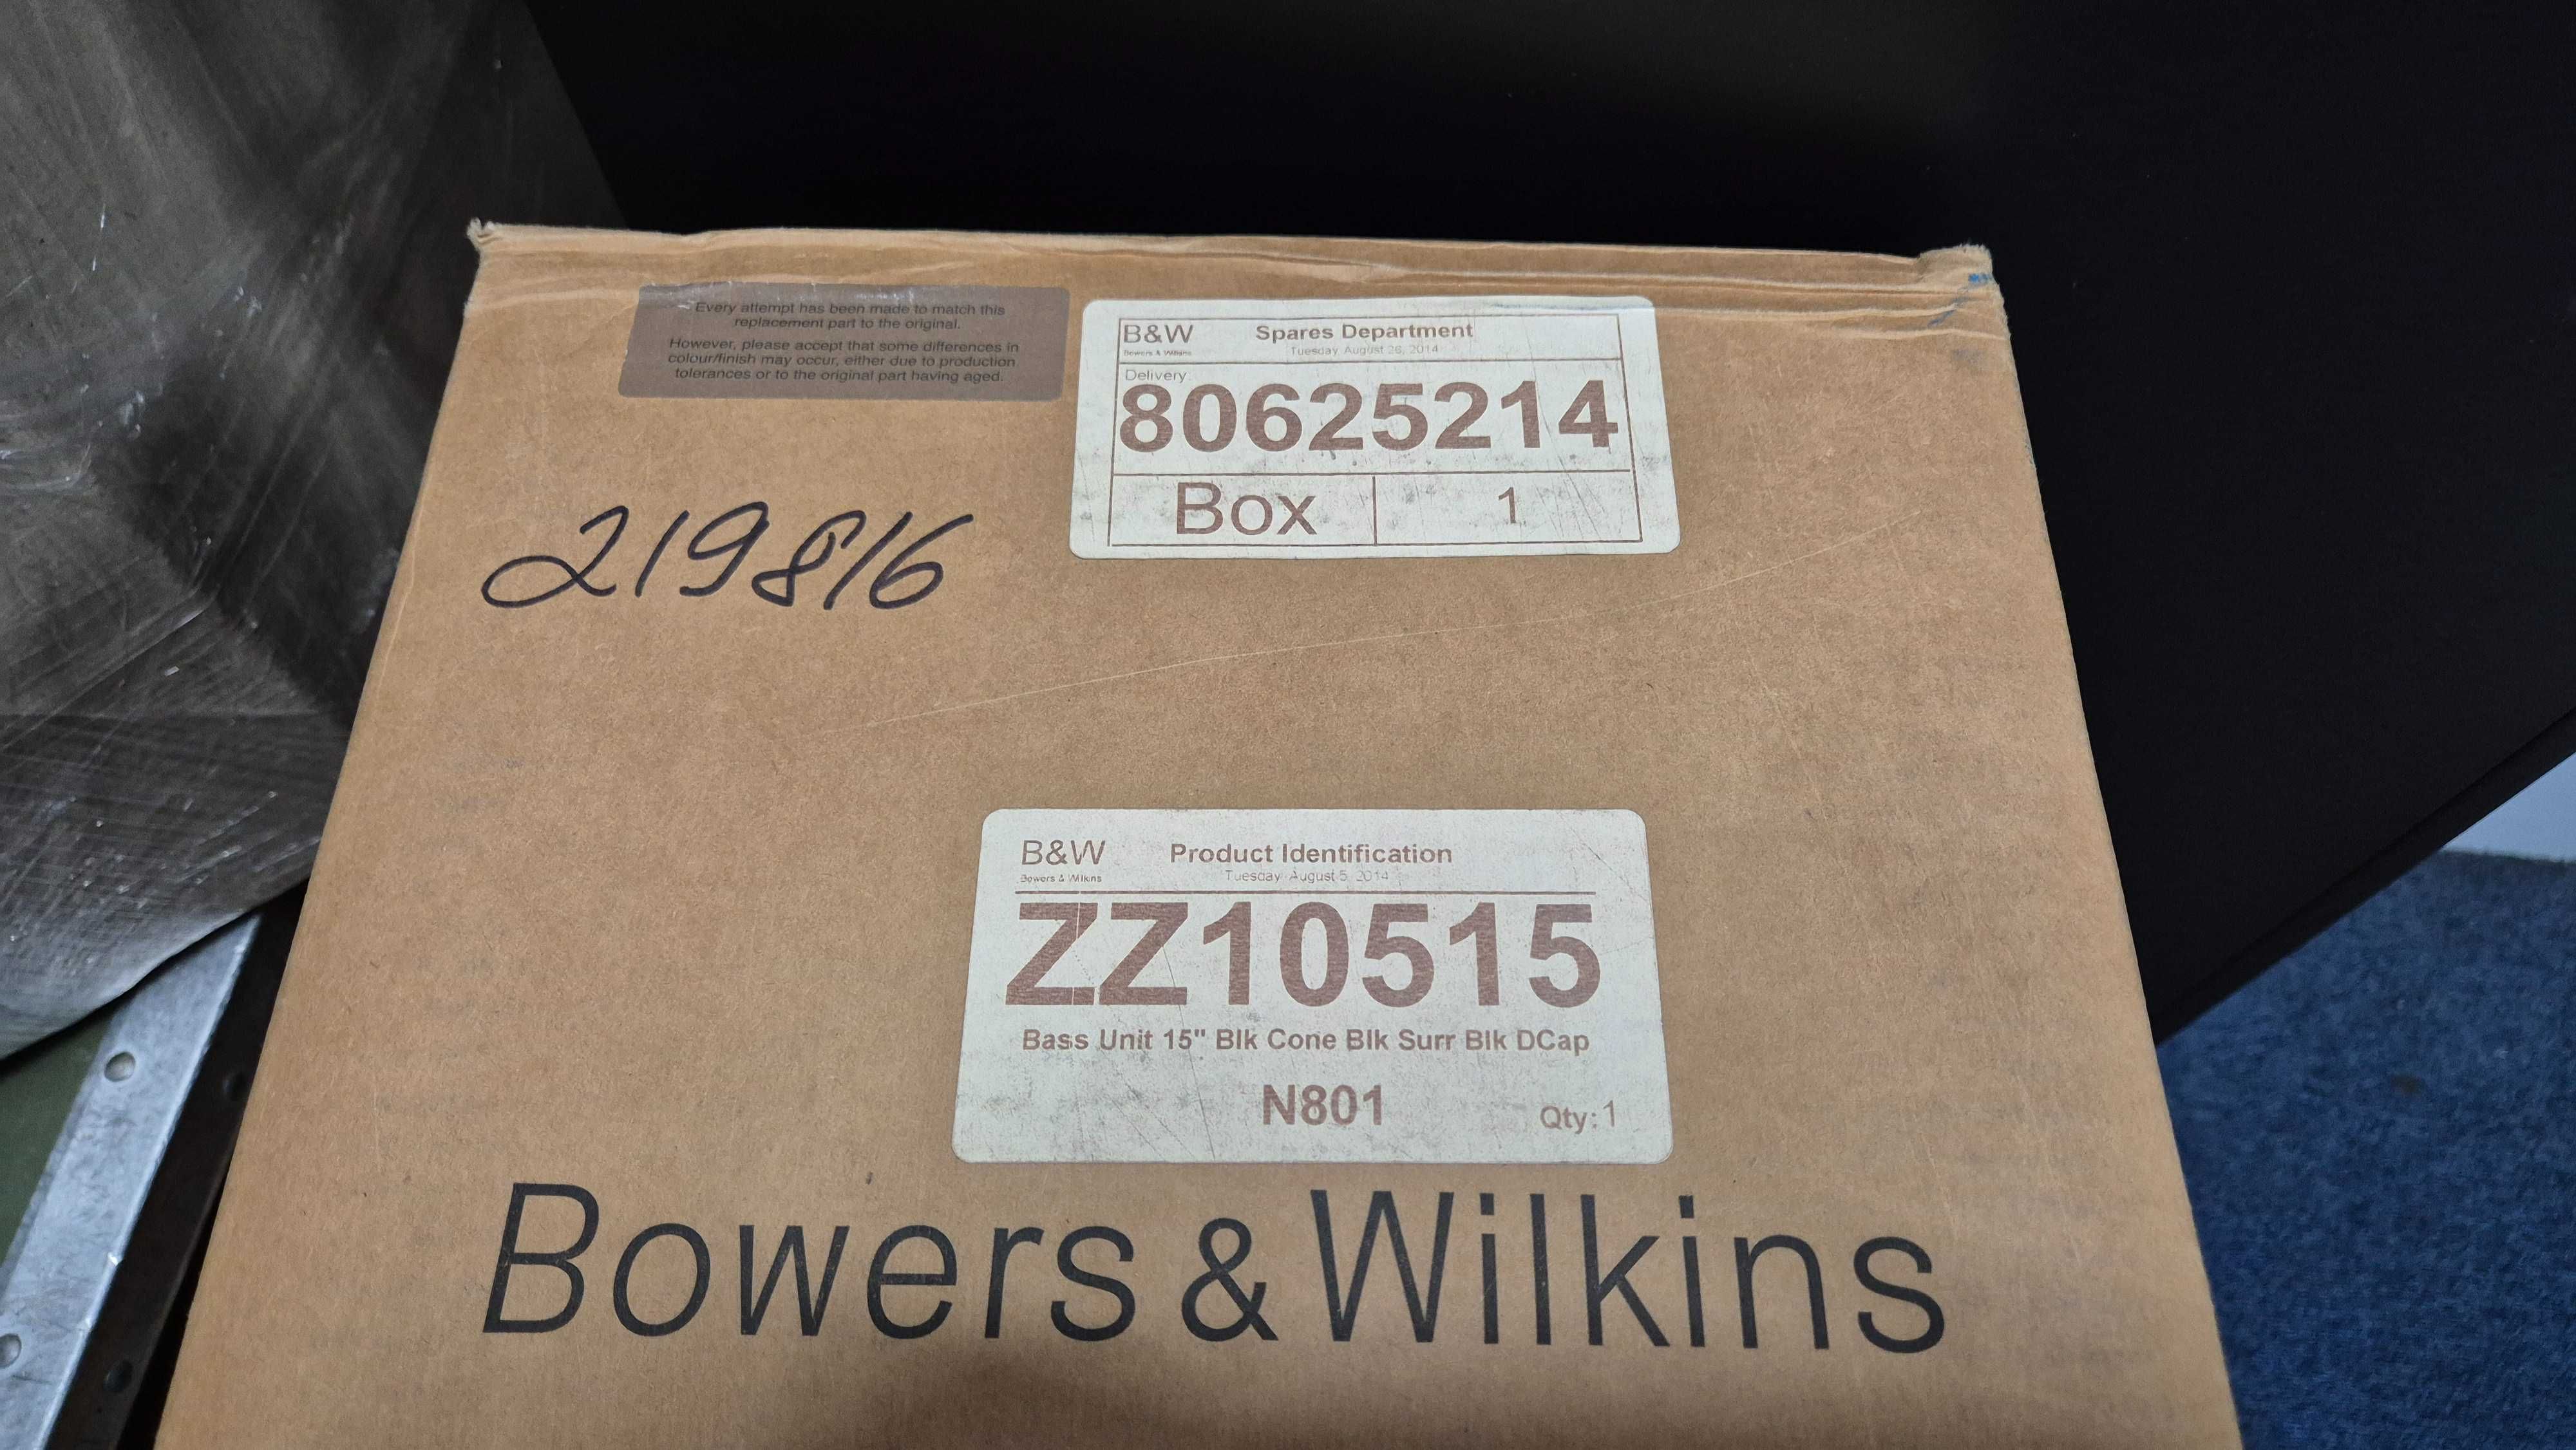 Every attempt has been made to match this
replacement part to the original.
However, please accept that some differences in
colour/finish may occur, either due to production
tolerances or to the original part having aged.
B&W Spares Department
Bowers & Wilkins Tuesday August 26, 2014
Delivery
80625214
Box 1
219816
B&W Product Identification
Bowers & Wilkins Tuesday August 5, 2014
ZZ10515
Bass Unit 15" Blk Cone Blk Surr Blk DCap
N801 Qty: 1
Bowers & Wilkins